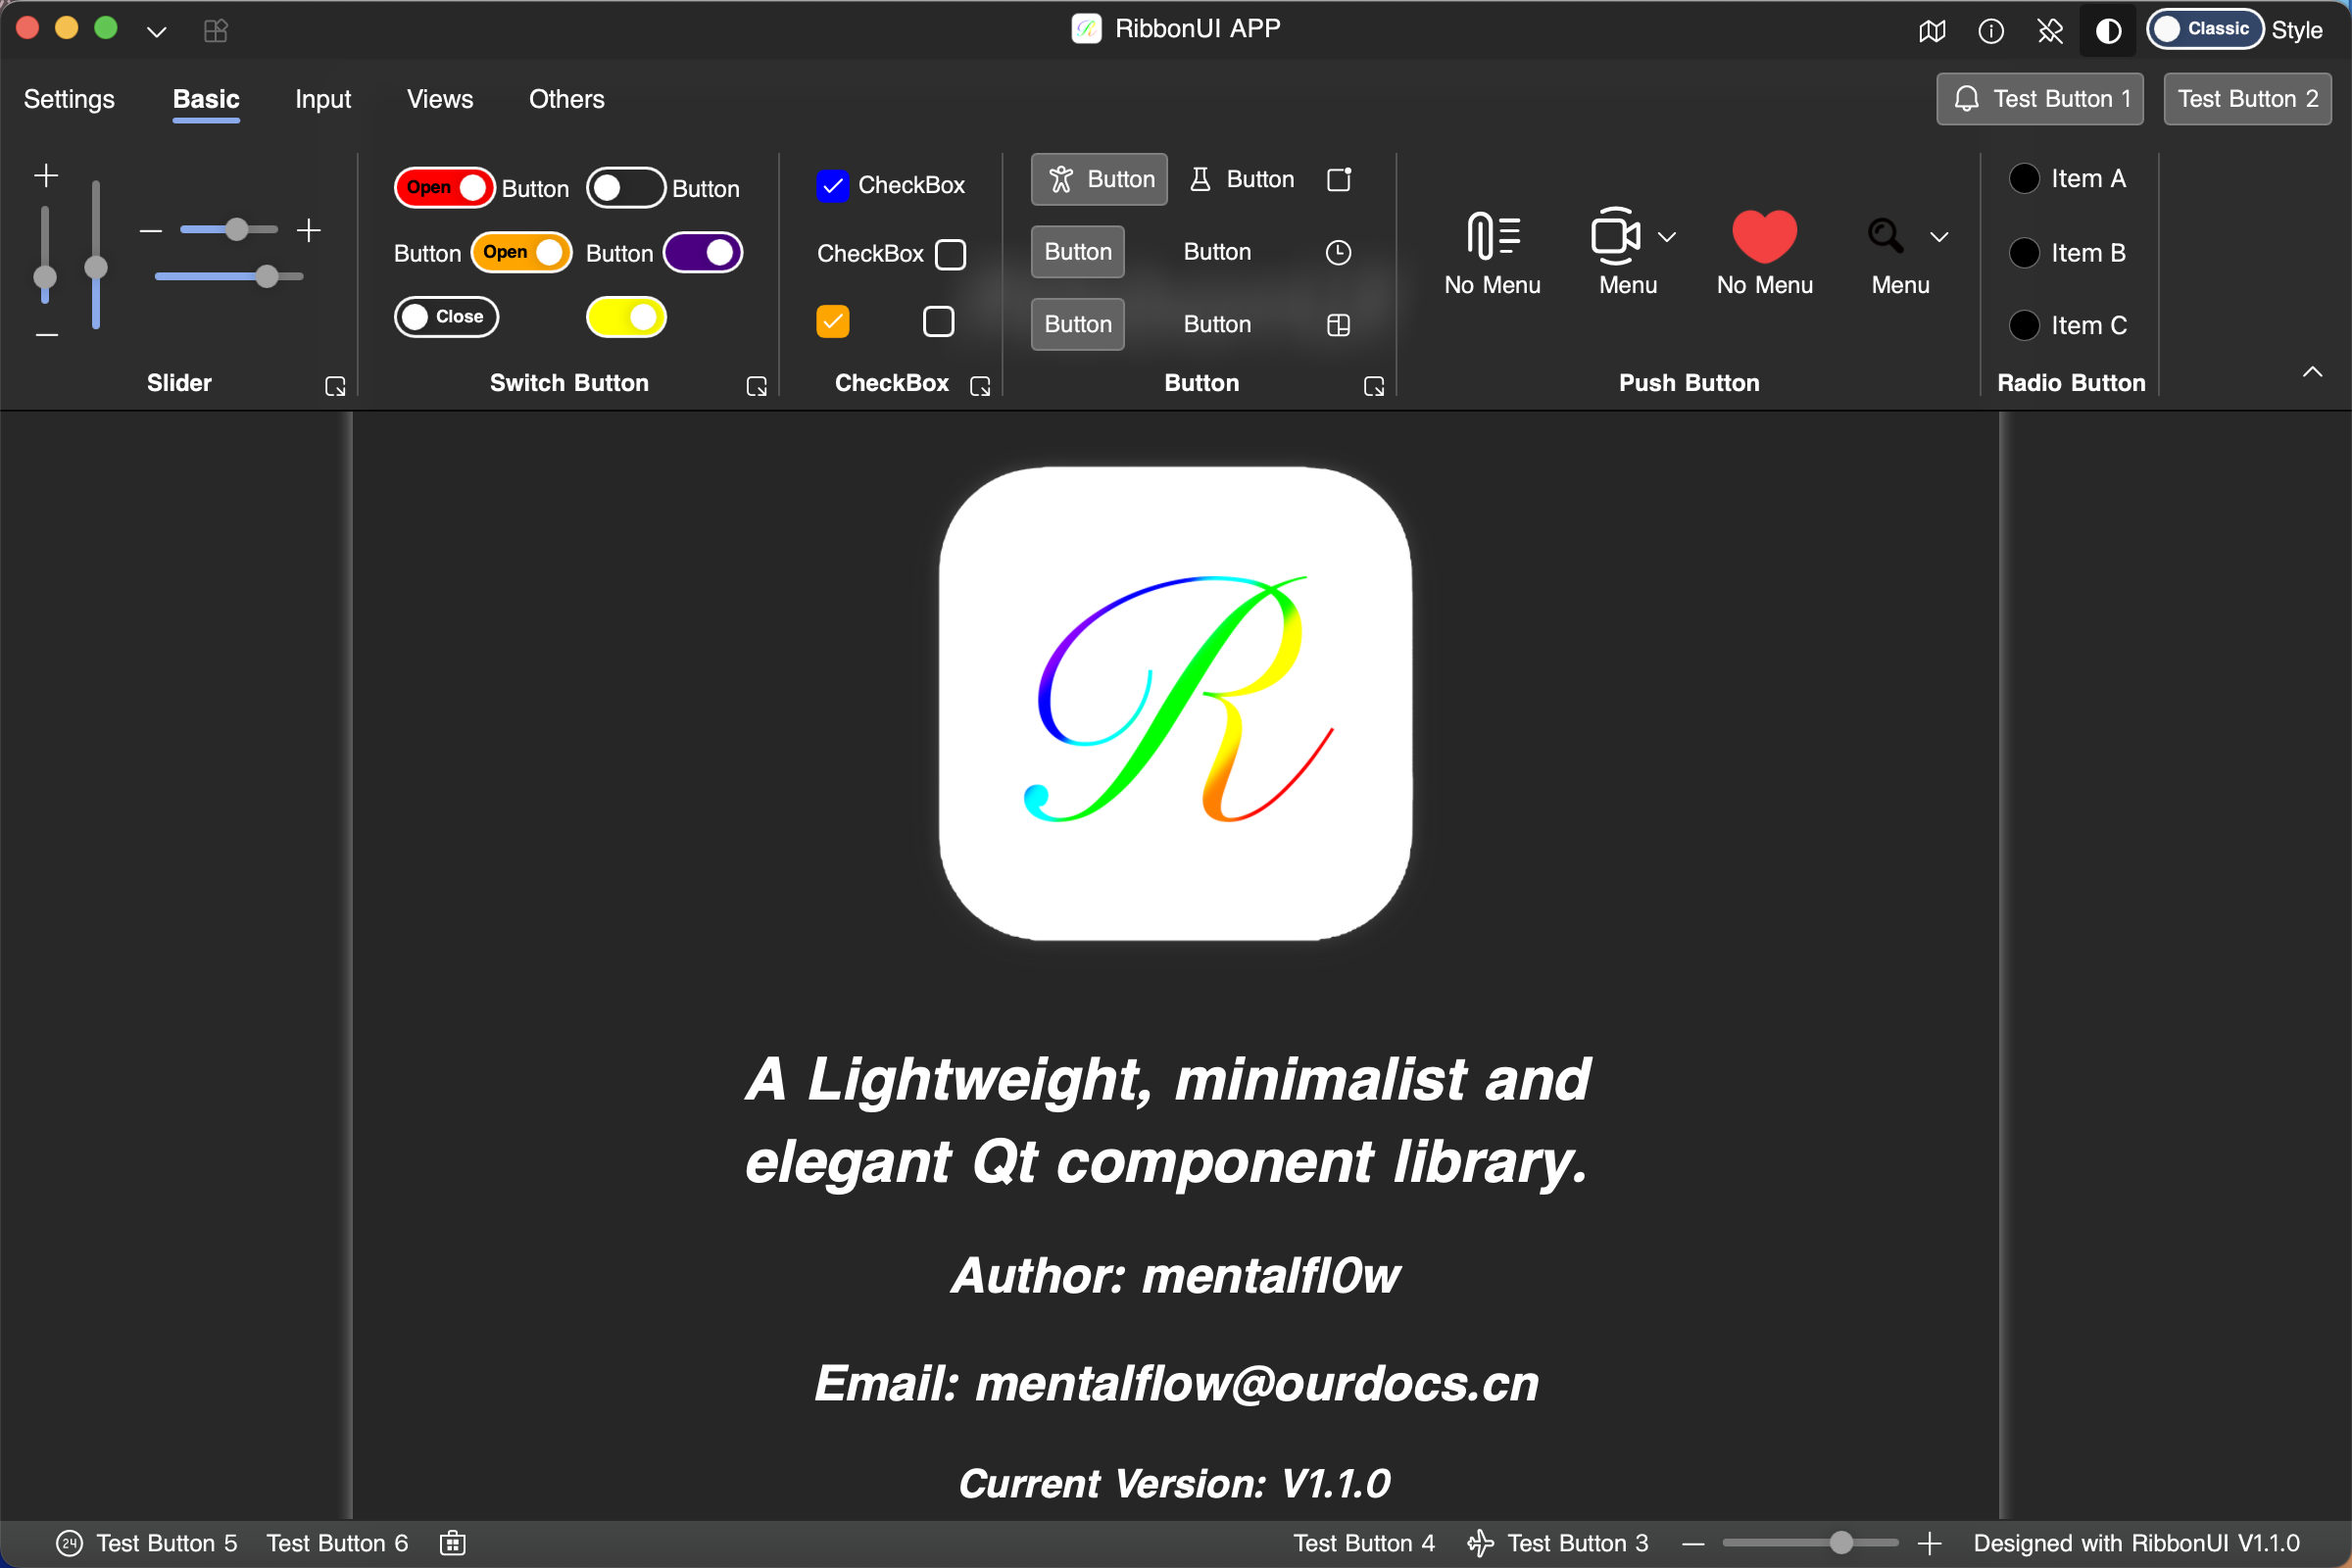 RibbonUI APP
Classic Style
Settings Basic Input Views Others
Test Button 1 Test Button 2
Open Button Button
Button Open Button
Close
Slider
Switch Button
CheckBox
CheckBox
CheckBox
Button Button
Button Button
Button Button
Button
No Menu Menu No Menu Menu
Push Button
Item A
Item B
Item C
Radio Button
R
A Lightweight, minimalist and
elegant Qt component library.
Author: mentalfl0w
Email: mentalflow@ourdocs.cn
Current Version: V1.1.0
24 Test Button 5 Test Button 6 Test Button 4 Test Button 3 Designed with RibbonUI V1.1.0